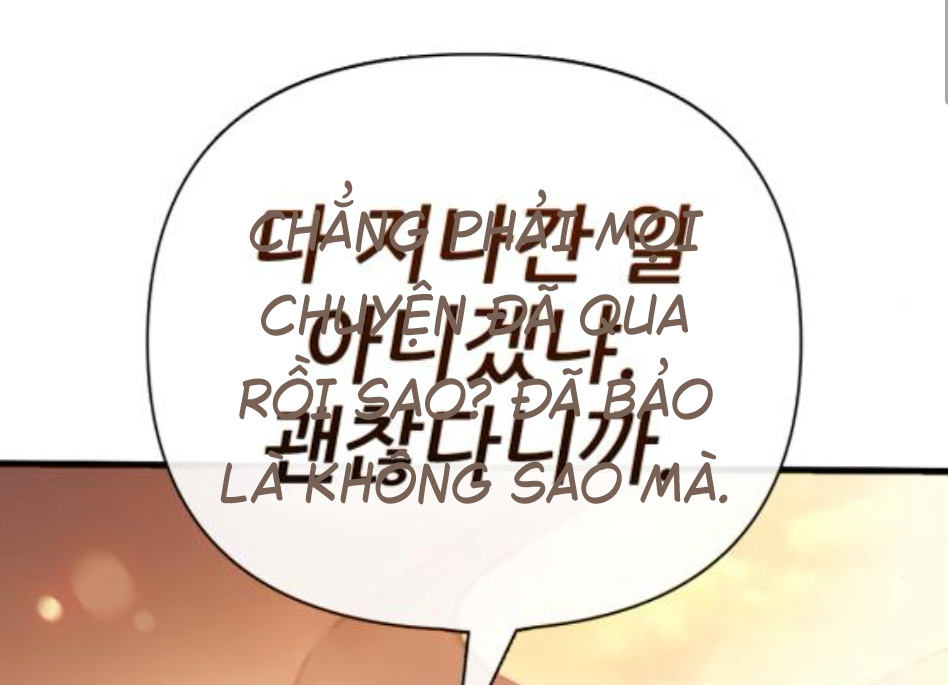 다 지나간 일
아니겠냐.
괜찮다니까.
CHẲNG PHẢI MỌI
CHUYỆN ĐÃ QUA
RỒI SAO? ĐÃ BẢO
LÀ KHÔNG SAO MÀ.